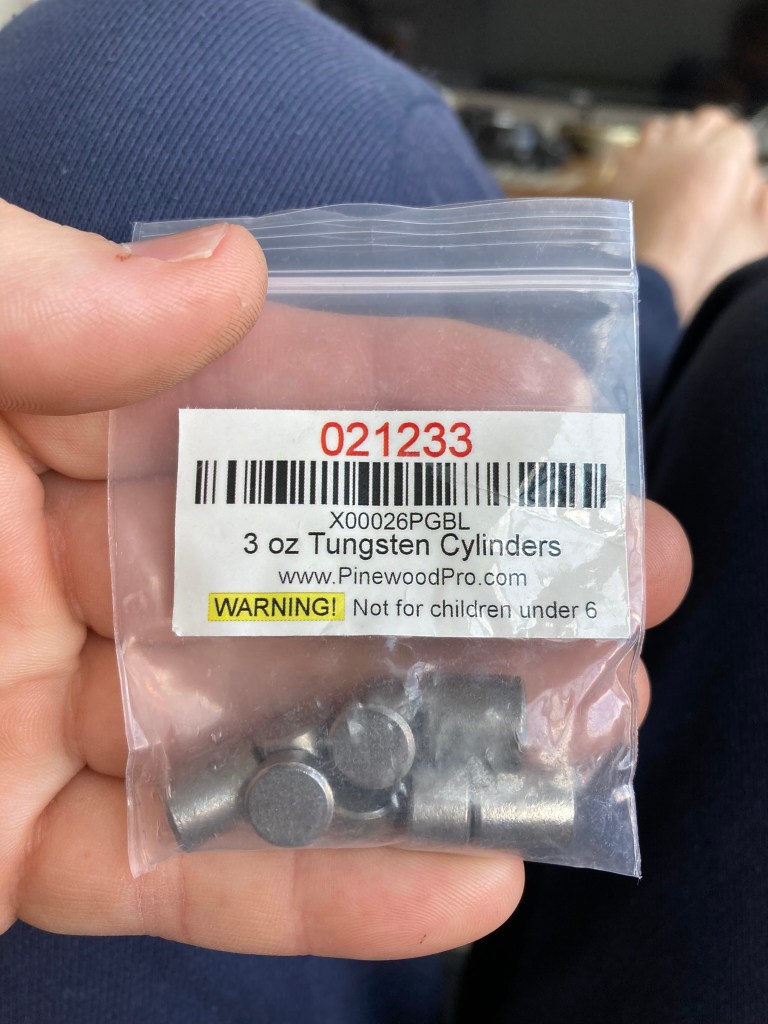 021233
X00026PGBL
3 oz Tungsten Cylinders
www.PinewoodPro.com
WARNING! Not for children under 6